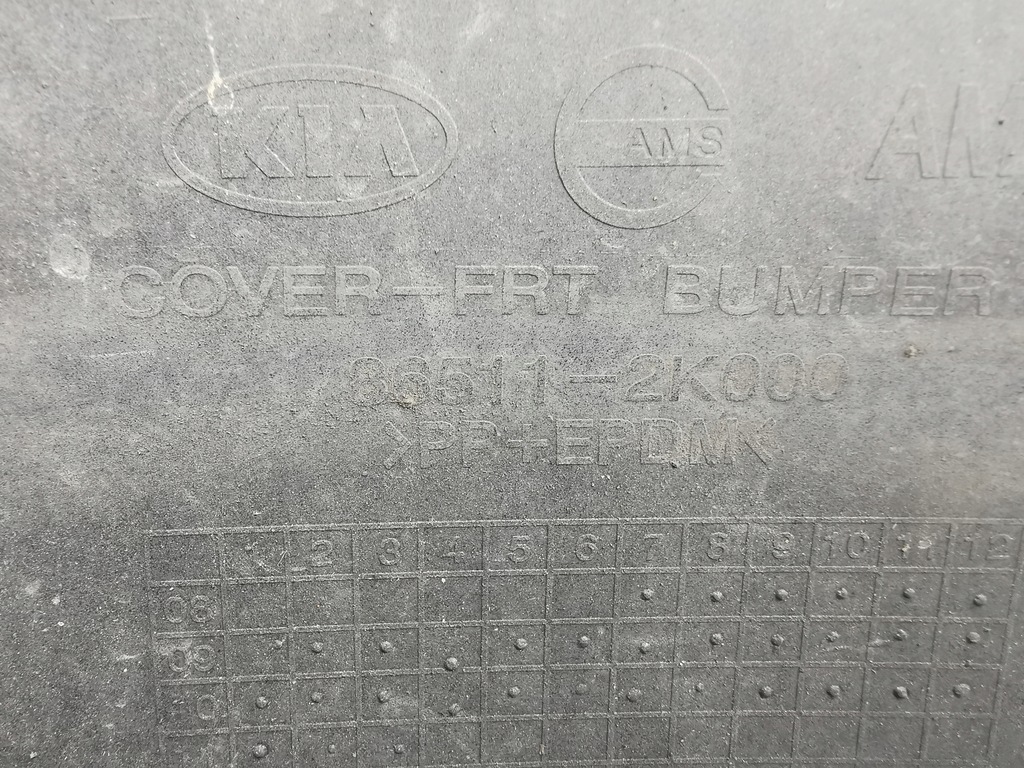 KIA AMS
COVER-FRT BUMPER
86511-2K000
>PP+EPDM<
1 2 3 4 5 6 7 8 9 10 11 12
08
09
10